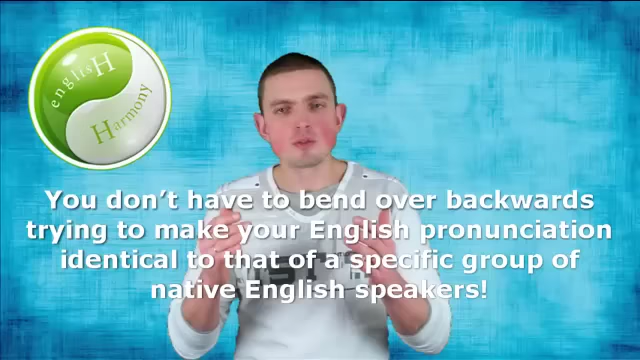 englisH
Harmony
You don't have to bend over backwards
trying to make your English pronunciation
identical to that of a specific group of
native English speakers!